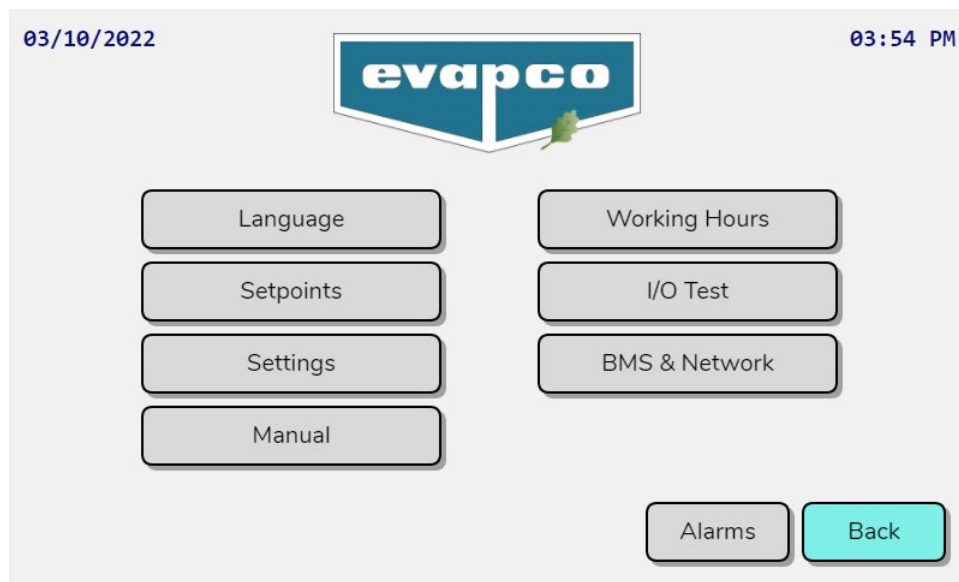 03/10/2022
03:54 PM
evapco
Language
Working Hours
Setpoints
I/O Test
Settings
BMS & Network
Manual
Alarms
Back